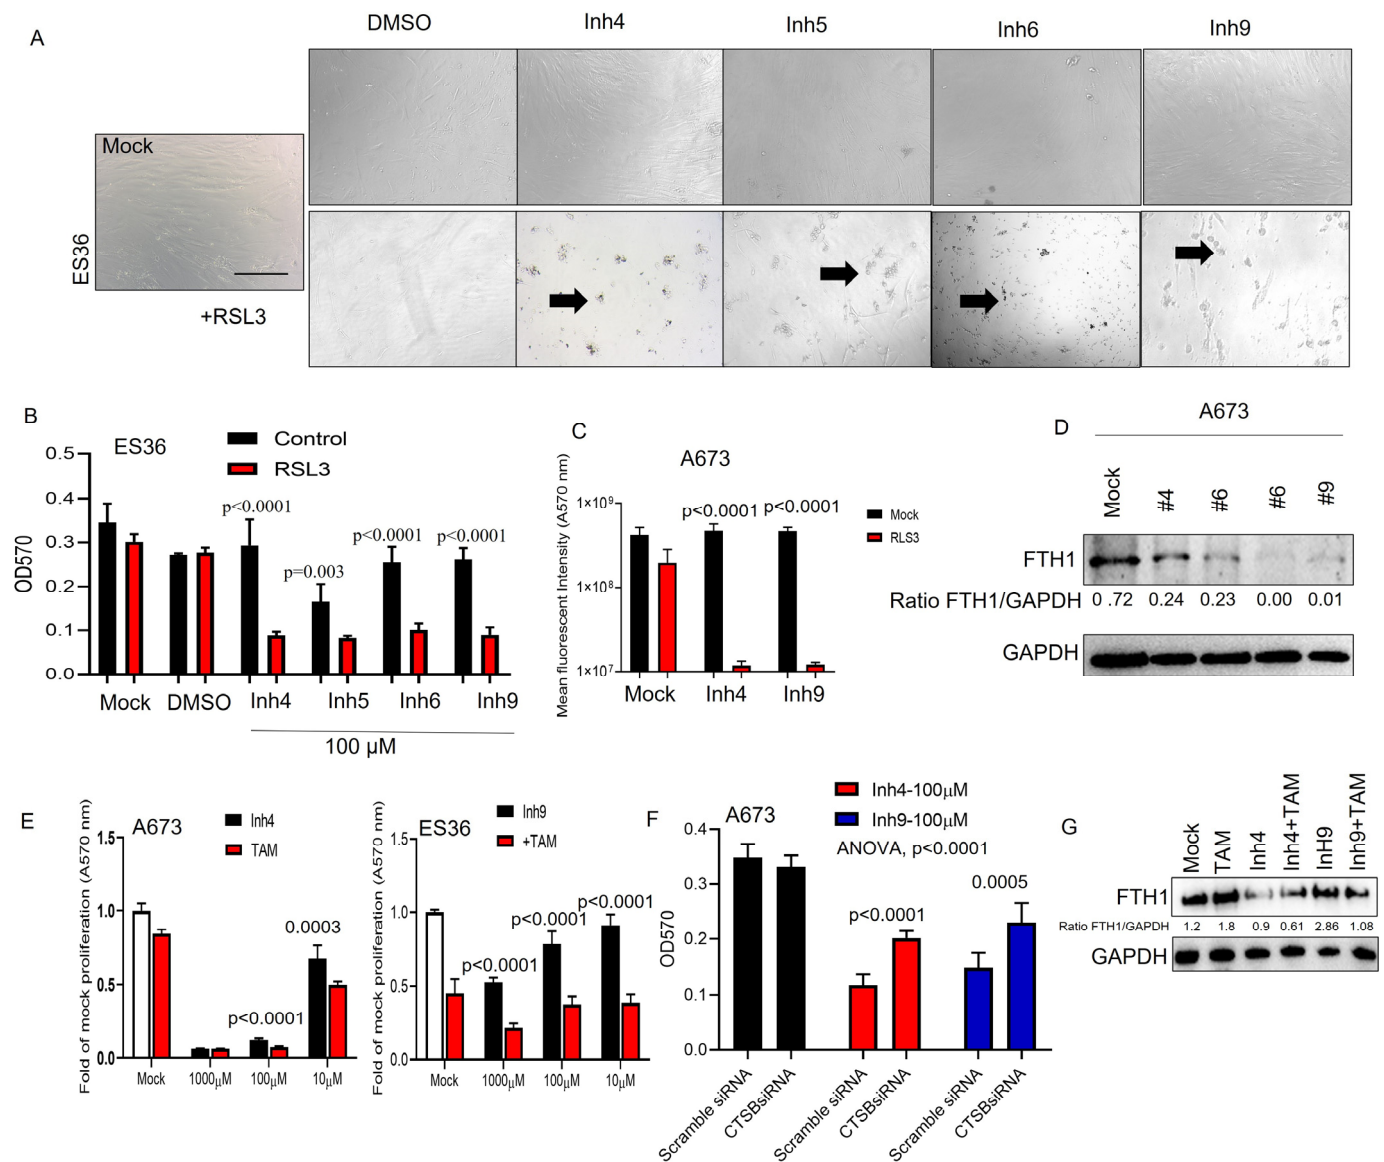 A
DMSO
Inh4
Inh5
Inh6
Inh9
Mock
ES36
+RSL3
B
ES36
Control
RSL3
OD570
0.5
0.4
0.3
0.2
0.1
0.0
p<0.0001
p=0.003
p<0.0001
p<0.0001
Mock
DMSO
Inh4
Inh5
Inh6
Inh9
100 µM
C
A673
Mean fluorescent Intensity (A570 nm)
1×10⁹
1×10⁸
1×10⁷
p<0.0001
p<0.0001
Mock
RLS3
Mock
Inh4
Inh9
D
A673
Mock
#4
#6
#6
#9
FTH1
Ratio FTH1/GAPDH
0 .72
0.24
0.23
0.00
0.01
GAPDH
E
A673
Inh4
TAM
Fold of mock proliferation (A570 nm)
1.5
1.0
0.5
0.0
p<0.0001
0.0003
Mock
1000µM
100µM
10µM
ES36
Inh9
+TAM
Fold of mock proliferation (A570 nm)
1.5
1.0
0.5
0.0
p<0.0001
p<0.0001
p<0.0001
Mock
1000µM
100µM
10µM
F
A673
Inh4-100µM
Inh9-100µM
ANOVA, p<0.0001
OD570
0.4
0.3
0.2
0.1
0.0
p<0.0001
0.0005
Scramble siRNA
CTSBsiRNA
Scramble siRNA
CTSBsiRNA
Scramble siRNA
CTSBsiRNA
G
Mock
TAM
Inh4
Inh4+TAM
InH9
Inh9+TAM
FTH1
Ratio FTH1/GAPDH
1.2
1.8
0.9
0.61
2.86
1.08
GAPDH